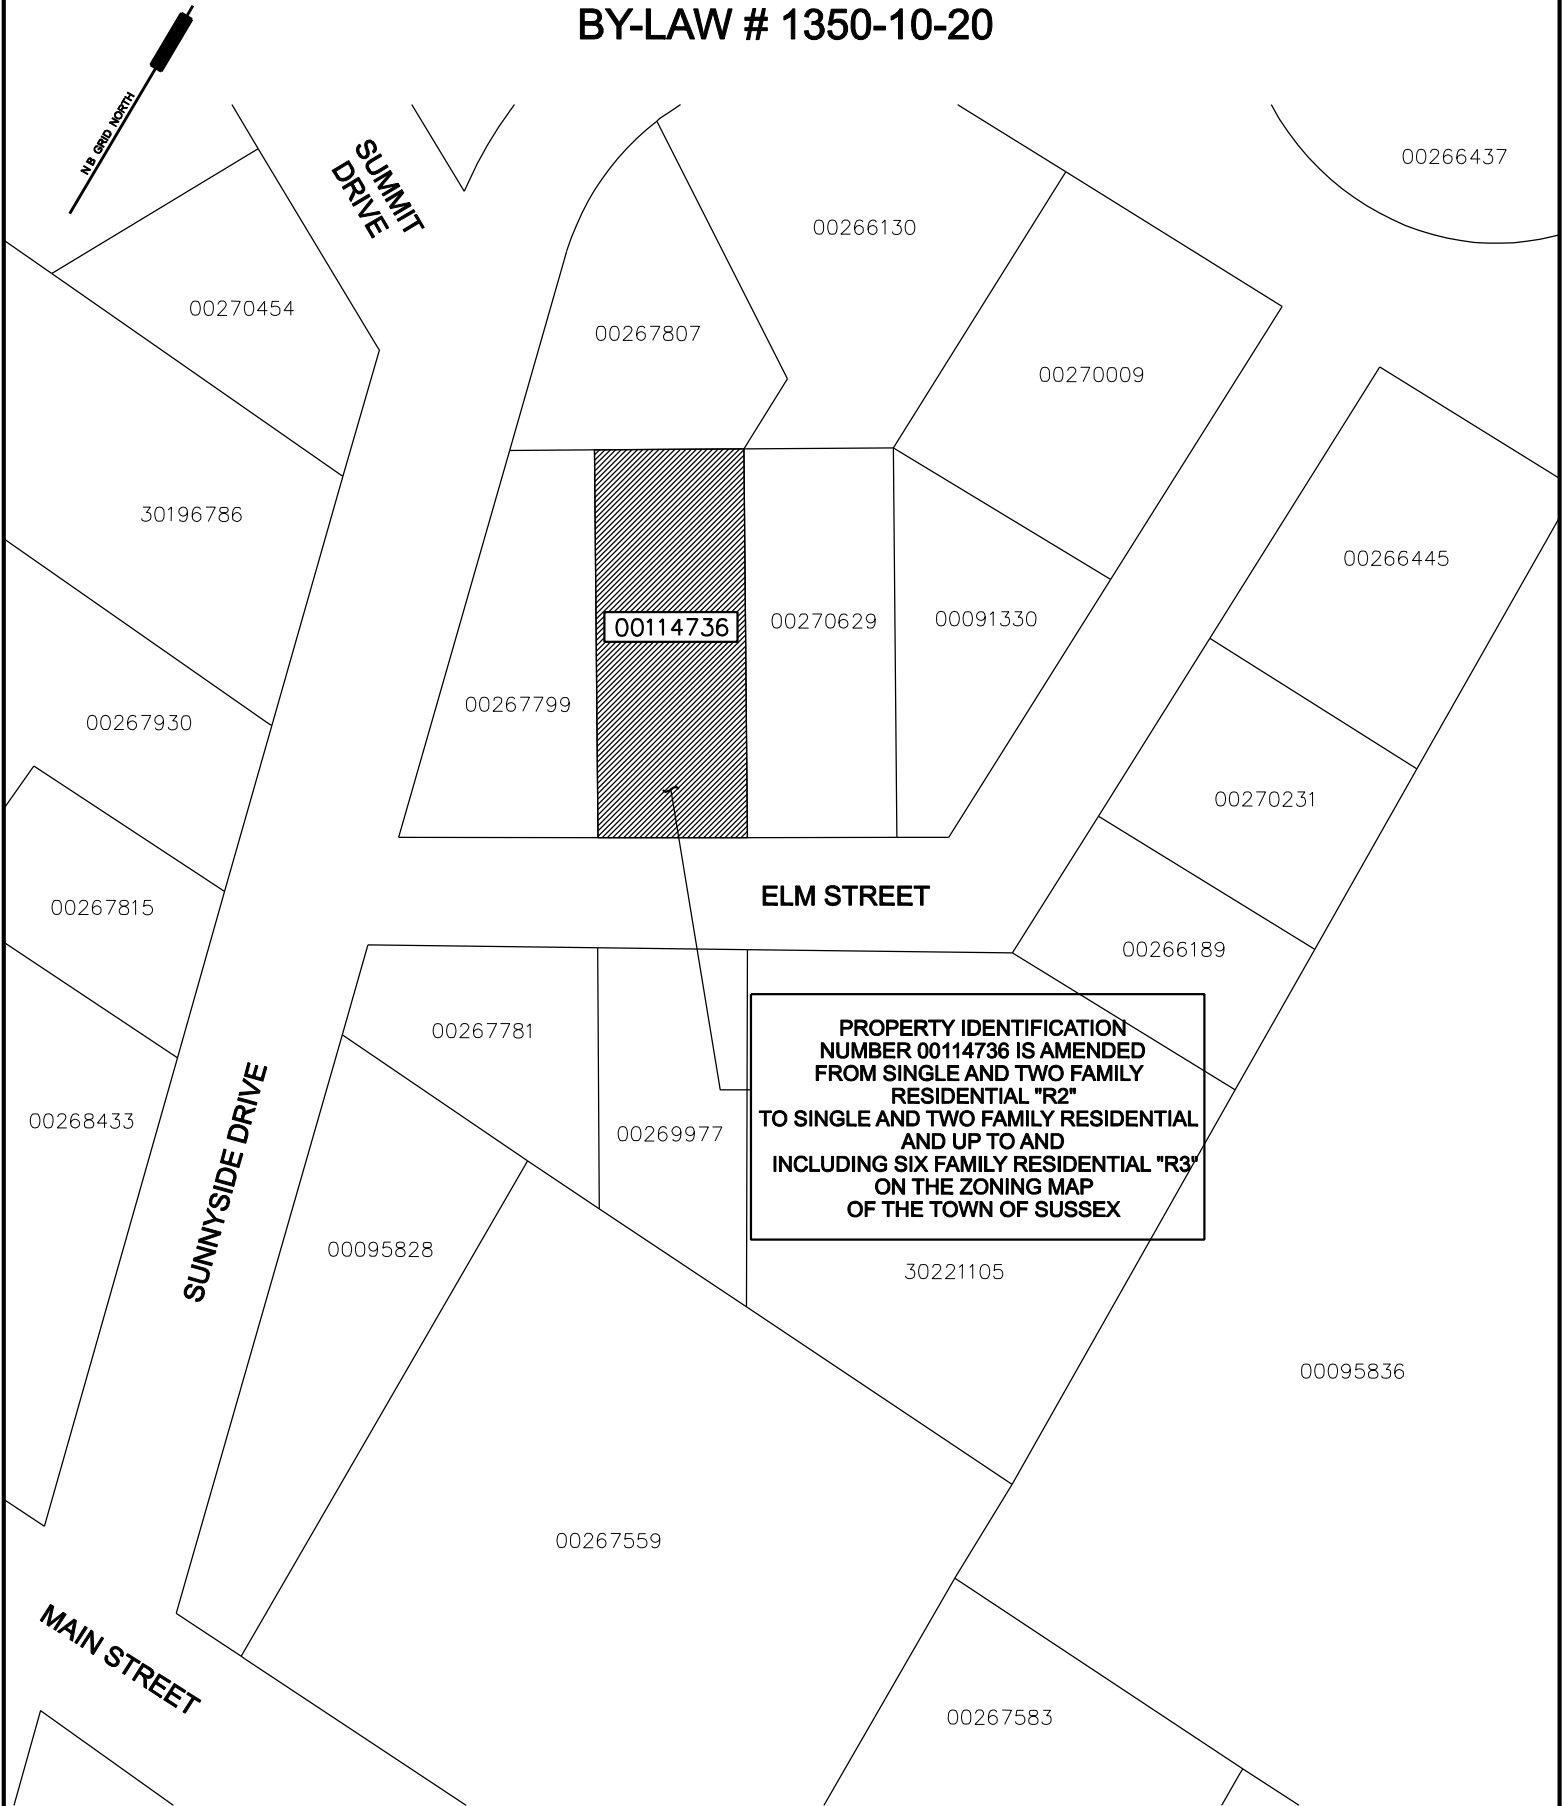 BY-LAW # 1350-10-20
N B GRID NORTH
SUMMIT
DRIVE
00266437
00266130
00270454
00267807
00270009
30196786
00266445
00114736
00270629
00091330
00267799
00267930
00270231
ELM STREET
00267815
00266189
00267781
PROPERTY IDENTIFICATION
NUMBER 00114736 IS AMENDED
FROM SINGLE AND TWO FAMILY
RESIDENTIAL "R2"
TO SINGLE AND TWO FAMILY RESIDENTIAL
AND UP TO AND
INCLUDING SIX FAMILY RESIDENTIAL "R3"
ON THE ZONING MAP
OF THE TOWN OF SUSSEX
00268433
SUNNYSIDE DRIVE
00269977
00095828
30221105
00095836
00267559
MAIN STREET
00267583